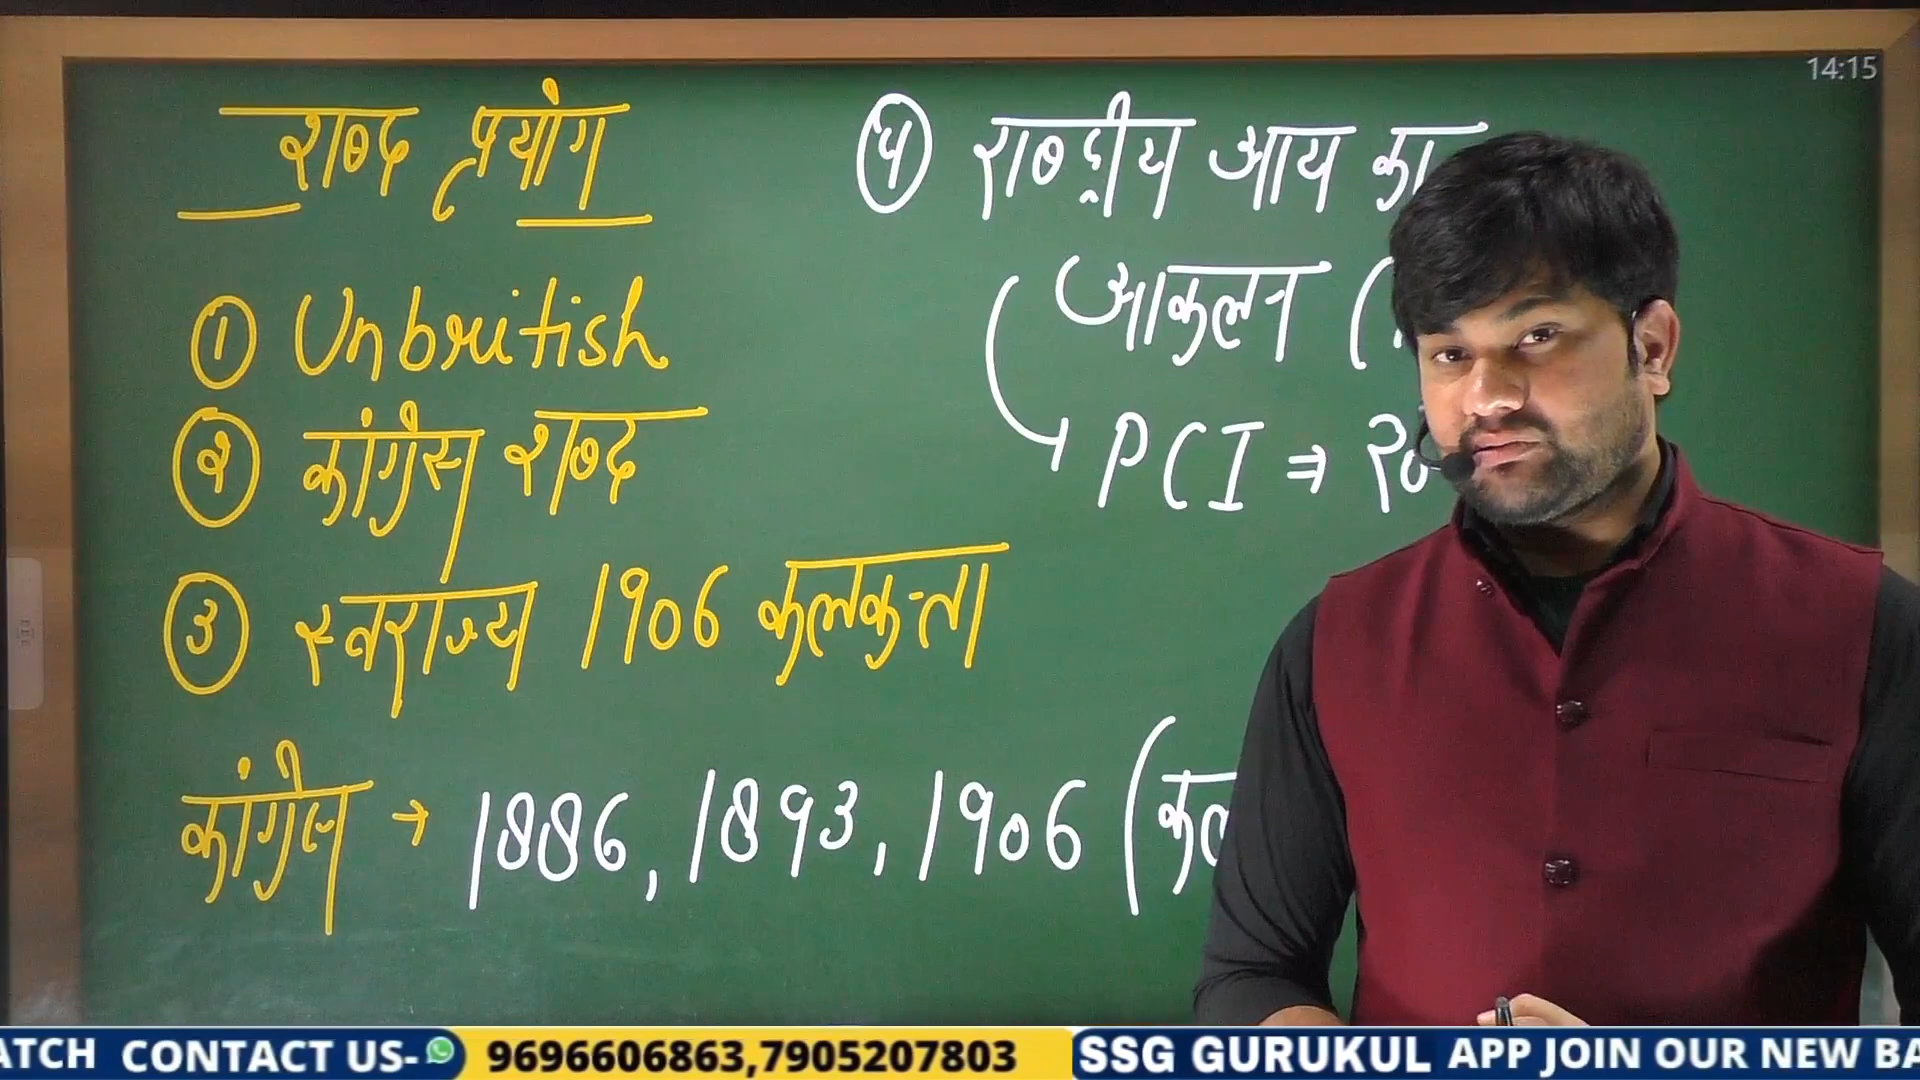 14:15
शब्द प्रयोग
① Unbritish
② कांग्रेस शब्द
③ स्वराज्य 1906 कलकत्ता
कांग्रेस → 1886, 1893, 1906 (
④ राष्ट्रीय आय का
आकलन (
PCI ⇒ 20
ATCH CONTACT US- 9696606863,7905207803 SSG GURUKUL APP JOIN OUR NEW BA